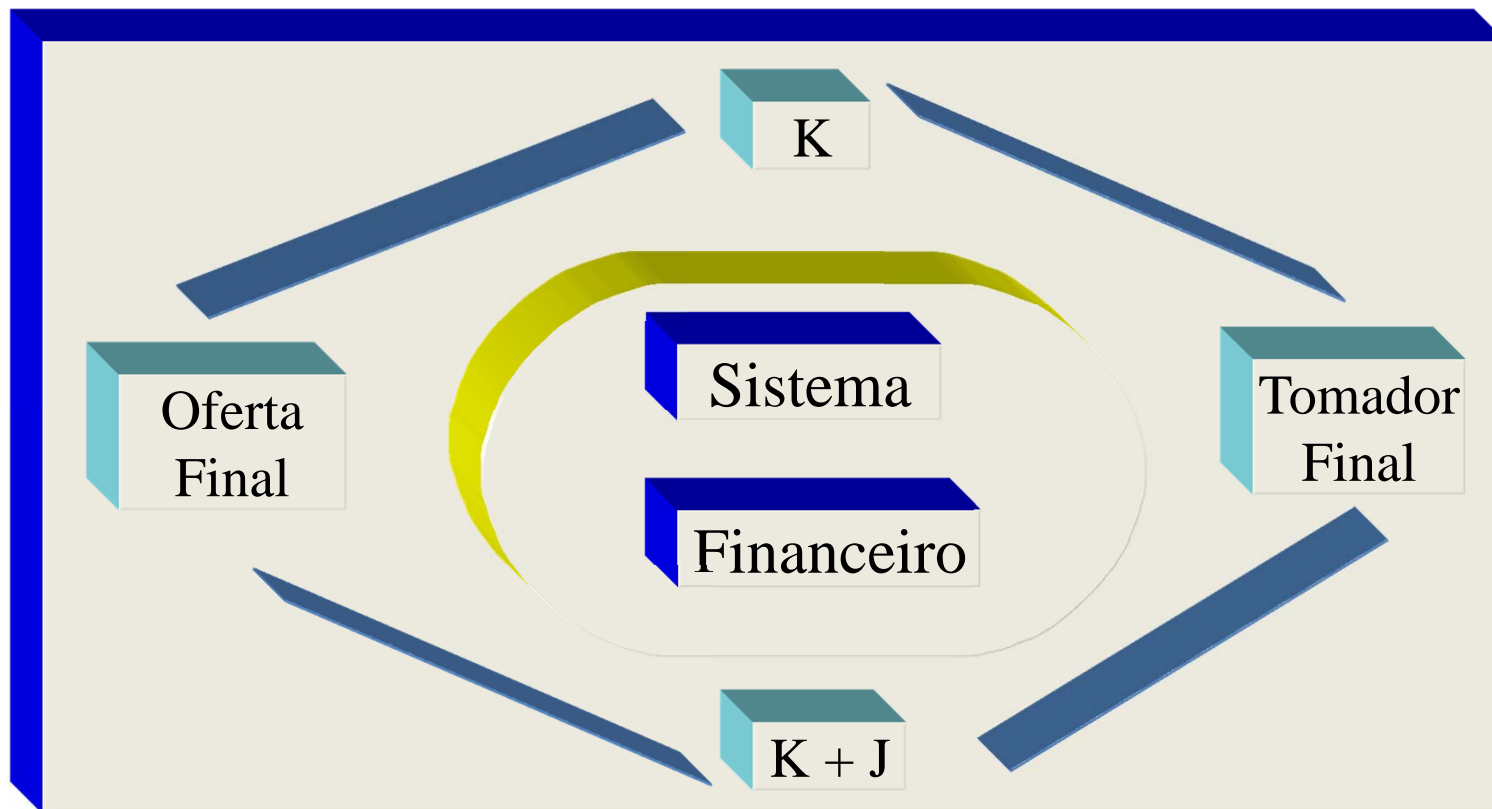 K
Sistema
Oferta
Final
Tomador
Final
Financeiro
K + J